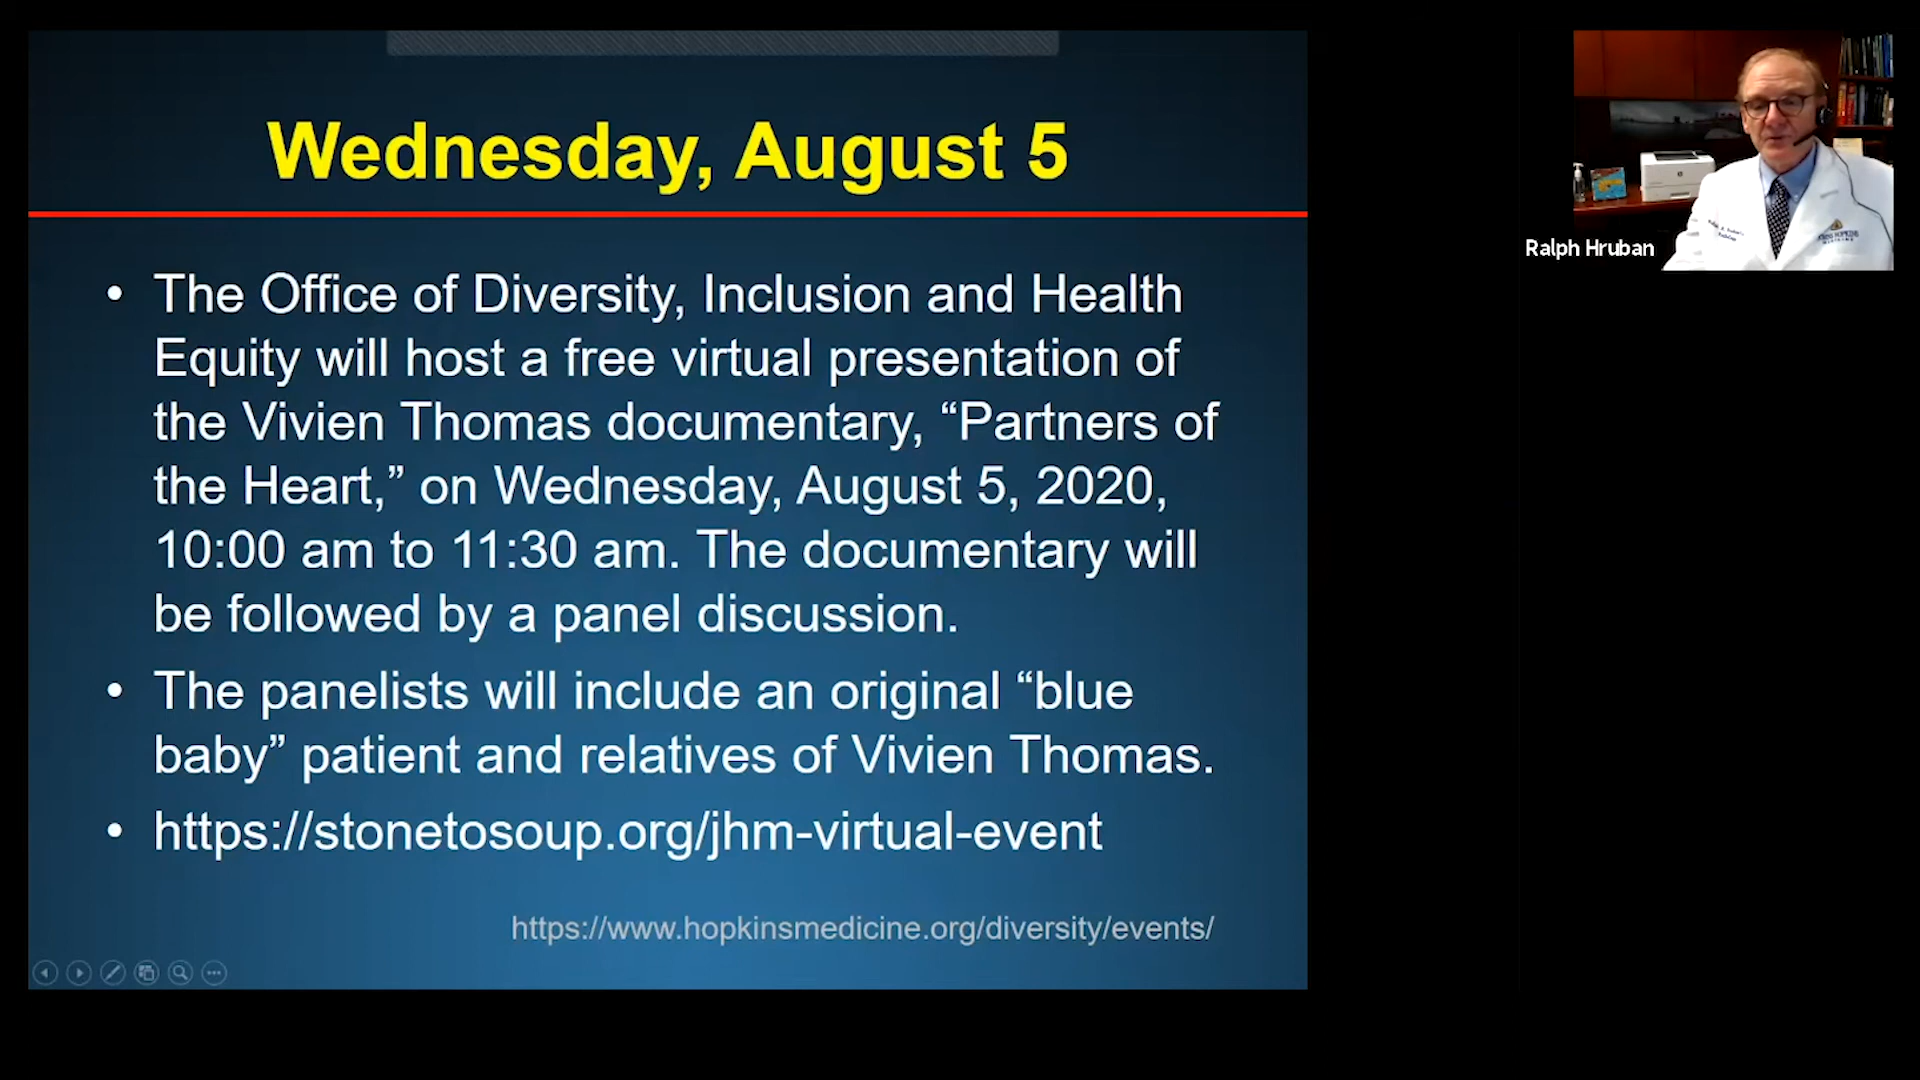 Wednesday, August 5
• The Office of Diversity, Inclusion and Health
Equity will host a free virtual presentation of
the Vivien Thomas documentary, “Partners of
the Heart,” on Wednesday, August 5, 2020,
10:00 am to 11:30 am. The documentary will
be followed by a panel discussion.
• The panelists will include an original “blue
baby” patient and relatives of Vivien Thomas.
• https://stonetosoup.org/jhm-virtual-event
https://www.hopkinsmedicine.org/diversity/events/
Ralph Hruban